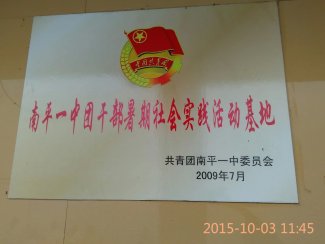 中国共青团
南平一中团干部暑期社会实践活动基地
共青团南平一中委员会
2009年7月
2015-10-03 11:45